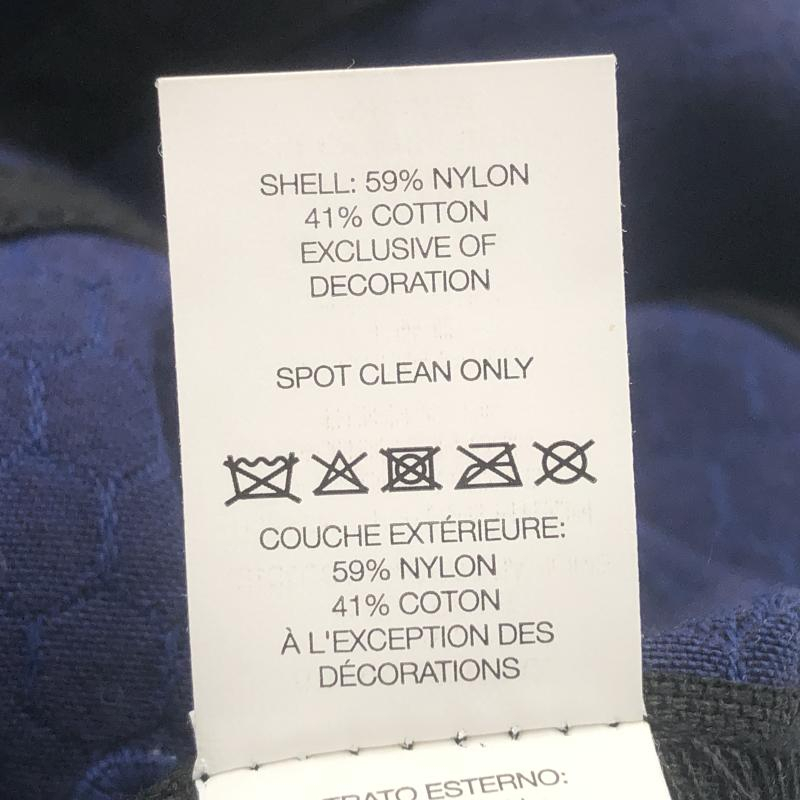 SHELL: 59% NYLON
41% COTTON
EXCLUSIVE OF
DECORATION
SPOT CLEAN ONLY
COUCHE EXTÉRIEURE:
59% NYLON
41% COTON
À L'EXCEPTION DES
DÉCORATIONS
STRATO ESTERNO: